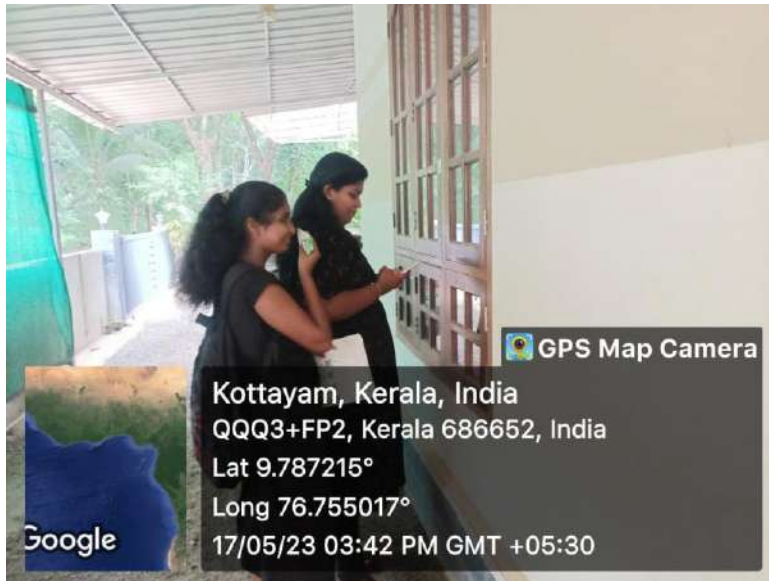 GPS Map Camera
Kottayam, Kerala, India
QQQ3+FP2, Kerala 686652, India
Lat 9.787215°
Long 76.755017°
17/05/23 03:42 PM GMT +05:30
Google